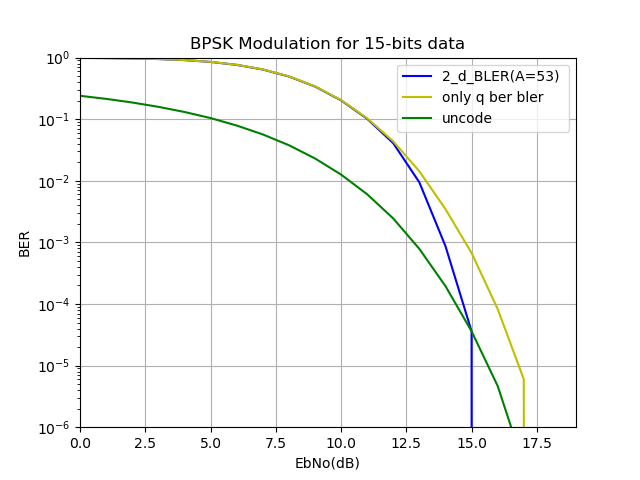 BPSK Modulation for 15-bits data
2_d_BLER(A=53)
only q ber bler
uncode
10⁰
10⁻¹
10⁻²
10⁻³
10⁻⁴
10⁻⁵
10⁻⁶
BER
0.0 2.5 5.0 7.5 10.0 12.5 15.0 17.5
EbNo(dB)